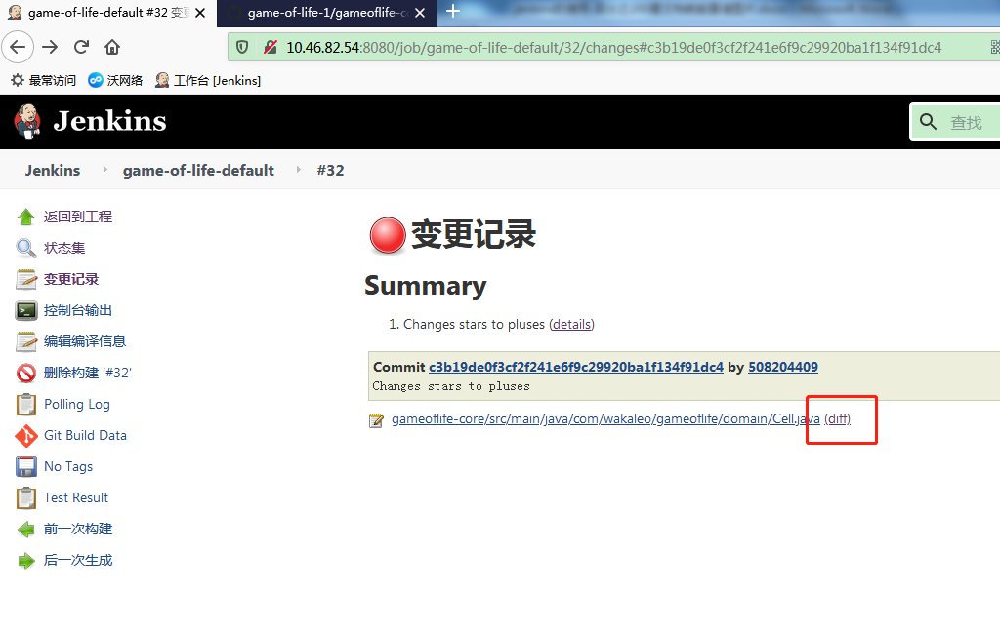 game-of-life-default #32 变
game-of-life-1/gameoflife-c
10.46.82.54:8080/job/game-of-life-default/32/changes#c3b19de0f3cf2f241e6f9c29920ba1f134f91dc4
最常访问 沃网络 工作台 [Jenkins]
Jenkins
查找
Jenkins game-of-life-default #32
返回到工程
状态集
变更记录
控制台输出
编辑编译信息
删除构建 ‘#32’
Polling Log
Git Build Data
No Tags
Test Result
前一次构建
后一次生成
变更记录
Summary
1. Changes stars to pluses (details)
Commit c3b19de0f3cf2f241e6f9c29920ba1f134f91dc4 by 508204409
Changes stars to pluses
gameoflife-core/src/main/java/com/wakaleo/gameoflife/domain/Cell.java (diff)